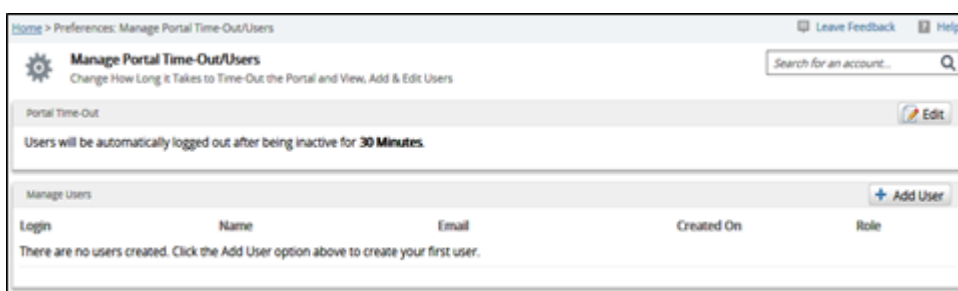 Home > Preferences: Manage Portal Time-Out/Users Leave Feedback Help
Manage Portal Time-Out/Users
Change How Long it Takes to Time-Out the Portal and View, Add & Edit Users
Search for an account...
Portal Time-Out Edit
Users will be automatically logged out after being inactive for 30 Minutes.
Manage Users + Add User
Login Name Email Created On Role
There are no users created. Click the Add User option above to create your first user.